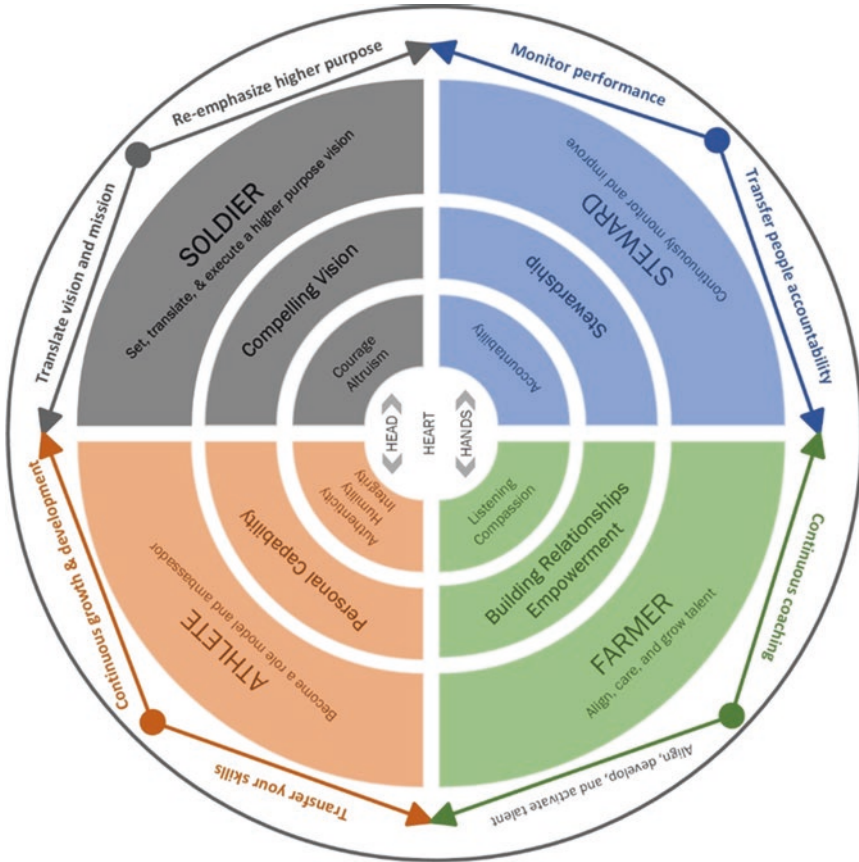 Re-emphasize higher purpose
Translate vision and mission
SOLDIER
Set, translate, & execute a higher purpose vision
Compelling Vision
Courage
Altruism
Monitor performance
Transfer people accountability
STEWARD
Continuously monitor and improve
Stewardship
Accountability
HEAD
HEART
HANDS
Continuous growth & development
Transfer your skills
ATHLETE
Become a role model and ambassador
Personal Capability
Authenticity
Humility
Integrity
Listening
Compassion
Building Relationships
Empowerment
FARMER
Align, care, and grow talent
Continuous coaching
Align, develop, and activate talent